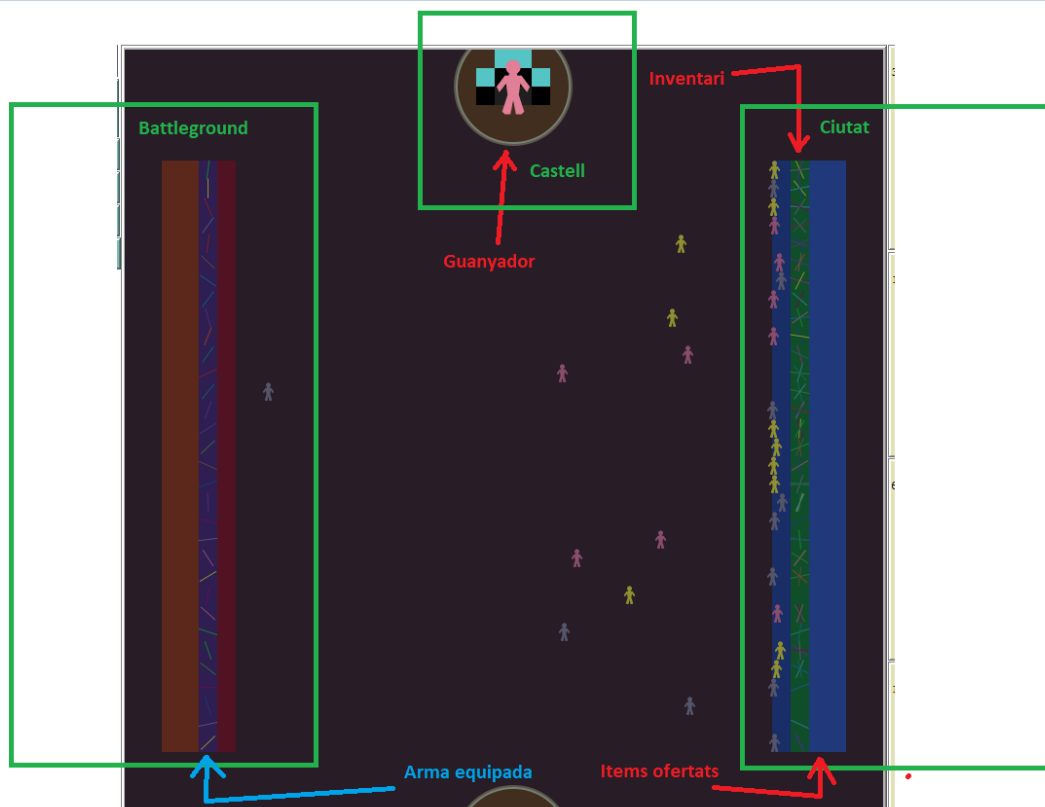 Inventari
Battleground
Ciutat
Castell
Guanyador
Arma equipada
Items ofertats